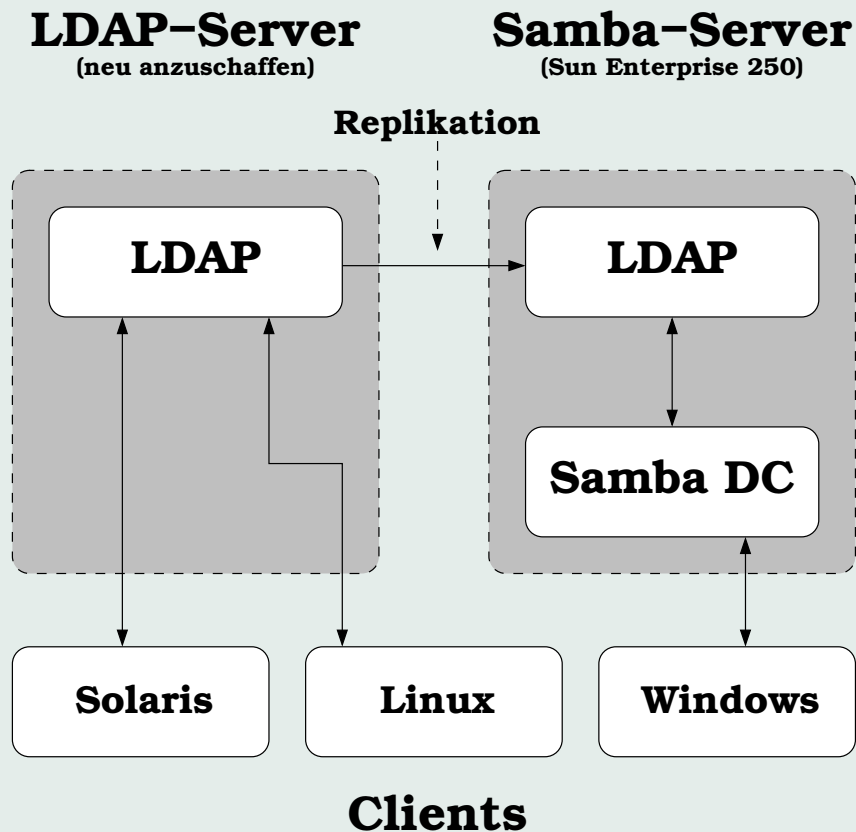 LDAP-Server
(neu anzuschaffen)
Samba-Server
(Sun Enterprise 250)
Replikation
LDAP
LDAP
Samba DC
Solaris
Linux
Windows
Clients